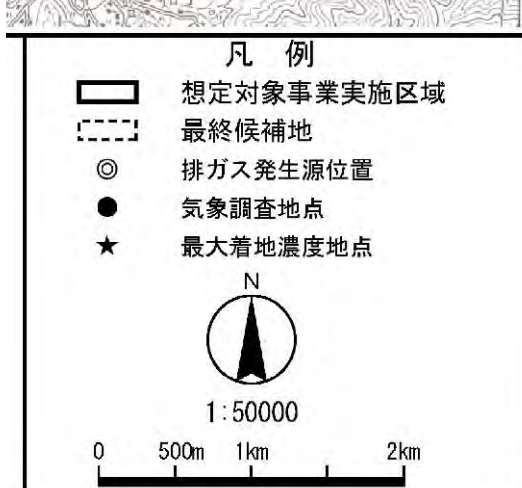 凡 例
想定対象事業実施区域
最終候補地
排ガス発生源位置
気象調査地点
最大着地濃度地点
N
1:50000
0 500m 1km 2km